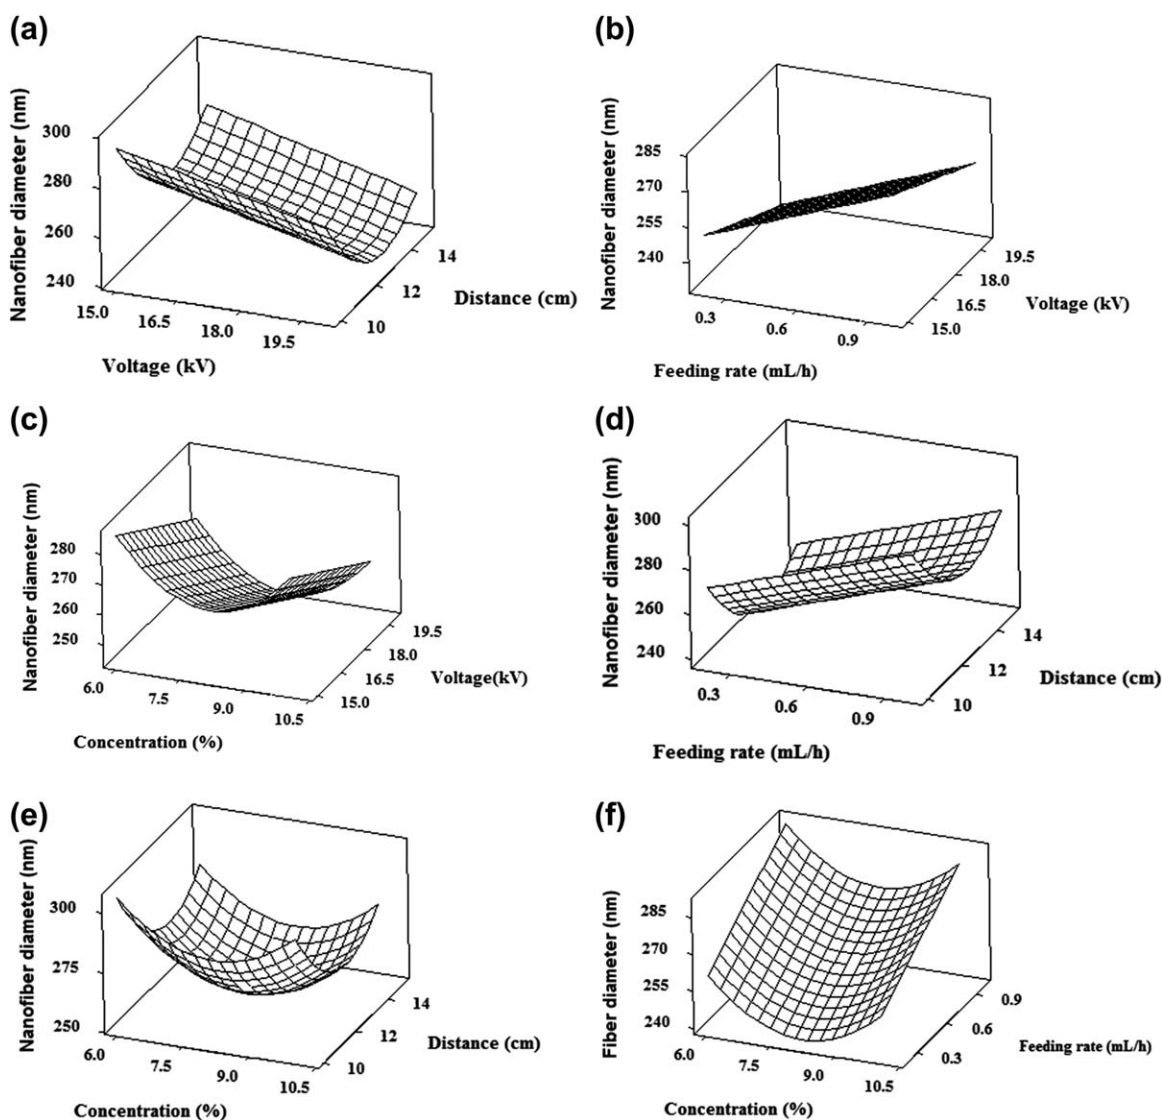 (a)
Nanofiber diameter (nm)
300
280
260
240
15.0
16.5
18.0
19.5
Voltage (kV)
10
12
14
Distance (cm)
(b)
Nanofiber diameter (nm)
285
270
255
240
0.3
0.6
0.9
Feeding rate (mL/h)
15.0
16.5
18.0
19.5
Voltage (kV)
(c)
Nanofiber diameter (nm)
280
270
260
250
6.0
7.5
9.0
10.5
Concentration (%)
15.0
16.5
18.0
19.5
Voltage(kV)
(d)
Nanofiber diameter (nm)
300
280
260
240
0.3
0.6
0.9
Feeding rate (mL/h)
10
12
14
Distance (cm)
(e)
Nanofiber diameter (nm)
300
275
250
6.0
7.5
9.0
10.5
Concentration (%)
10
12
14
Distance (cm)
(f)
Fiber diameter (nm)
285
270
255
240
6.0
7.5
9.0
10.5
Concentration (%)
0.3
0.6
0.9
Feeding rate (mL/h)